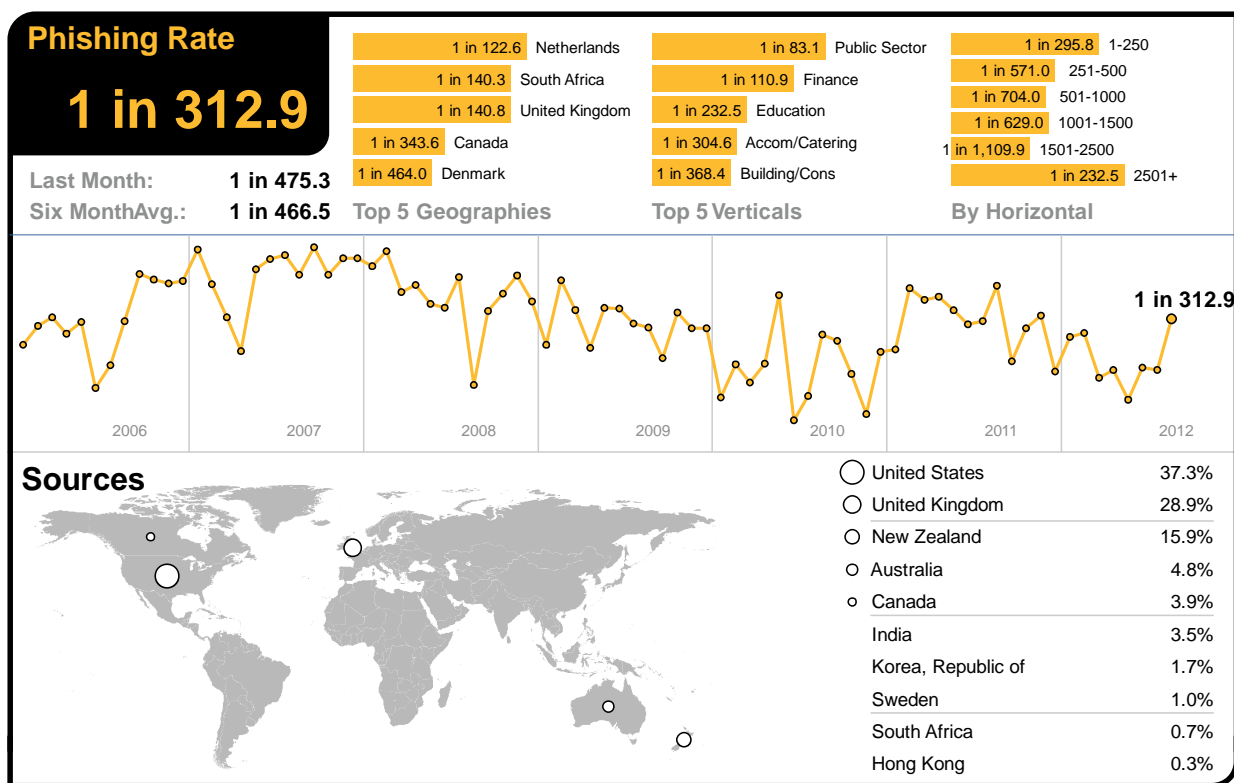 Phishing Rate
1 in 312.9
Last Month: 1 in 475.3
Six MonthAvg.: 1 in 466.5
1 in 122.6 Netherlands
1 in 140.3 South Africa
1 in 140.8 United Kingdom
1 in 343.6 Canada
1 in 464.0 Denmark
Top 5 Geographies
1 in 83.1 Public Sector
1 in 110.9 Finance
1 in 232.5 Education
1 in 304.6 Accom/Catering
1 in 368.4 Building/Cons
Top 5 Verticals
1 in 295.8 1-250
1 in 571.0 251-500
1 in 704.0 501-1000
1 in 629.0 1001-1500
1 in 1,109.9 1501-2500
1 in 232.5 2501+
By Horizontal
1 in 312.9
2006 2007 2008 2009 2010 2011 2012
Sources
United States 37.3%
United Kingdom 28.9%
New Zealand 15.9%
Australia 4.8%
Canada 3.9%
India 3.5%
Korea, Republic of 1.7%
Sweden 1.0%
South Africa 0.7%
Hong Kong 0.3%